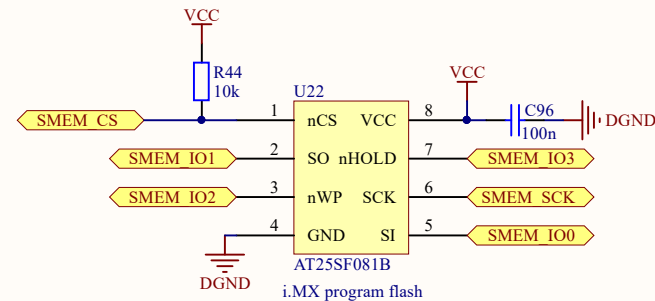 VCC
R44
10k
VCC
U22
SMEM_CS
1
nCS
VCC
8
C96
100n
DGND
SMEM_IO1
2
SO
nHOLD
7
SMEM_IO3
SMEM_IO2
3
nWP
SCK
6
SMEM_SCK
4
GND
SI
5
SMEM_IO0
DGND
AT25SF081B
i.MX program flash